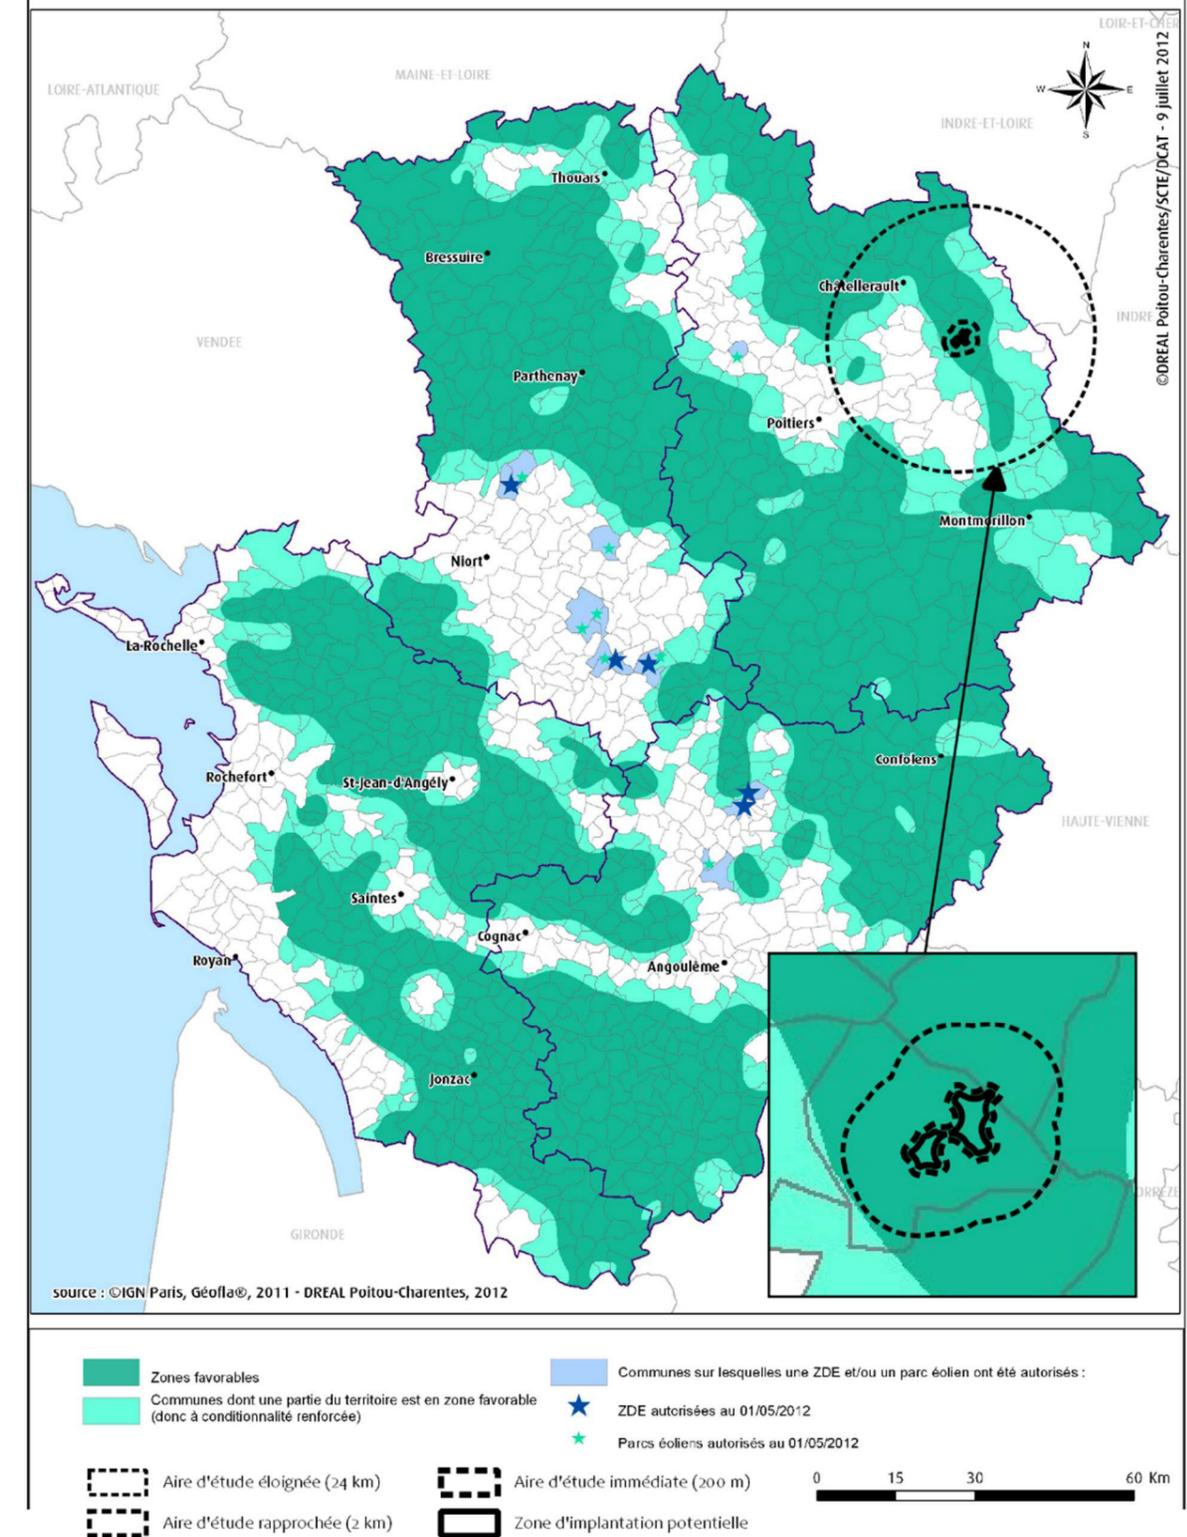 LOIR-ET-CHER
MAINE-ET-LOIRE
LOIRE-ATLANTIQUE
INDRE-ET-LOIRE
N
W
E
S
©DREAL Poitou-Charentes/SCTE/DCAT - 9 juillet 2012
Thouars
Bressuire
Châtellerault
INDRE
VENDEE
Parthenay
Poitiers
Montmorillon
Niort
La-Rochelle
Confolens
Rochefort
St-Jean-d'Angély
HAUTE-VIENNE
Saintes
Cognac
Royan
Angoulême
Jonzac
ORREZE
GIRONDE
source : ©IGN Paris, Géofla®, 2011 - DREAL Poitou-Charentes, 2012
Zones favorables
Communes dont une partie du territoire est en zone favorable
(donc à conditionnalité renforcée)
Communes sur lesquelles une ZDE et/ou un parc éolien ont été autorisés :
ZDE autorisées au 01/05/2012
Parcs éoliens autorisés au 01/05/2012
Aire d'étude éloignée (24 km)
Aire d'étude immédiate (200 m)
0 15 30 60 Km
Aire d'étude rapprochée (2 km)
Zone d'implantation potentielle